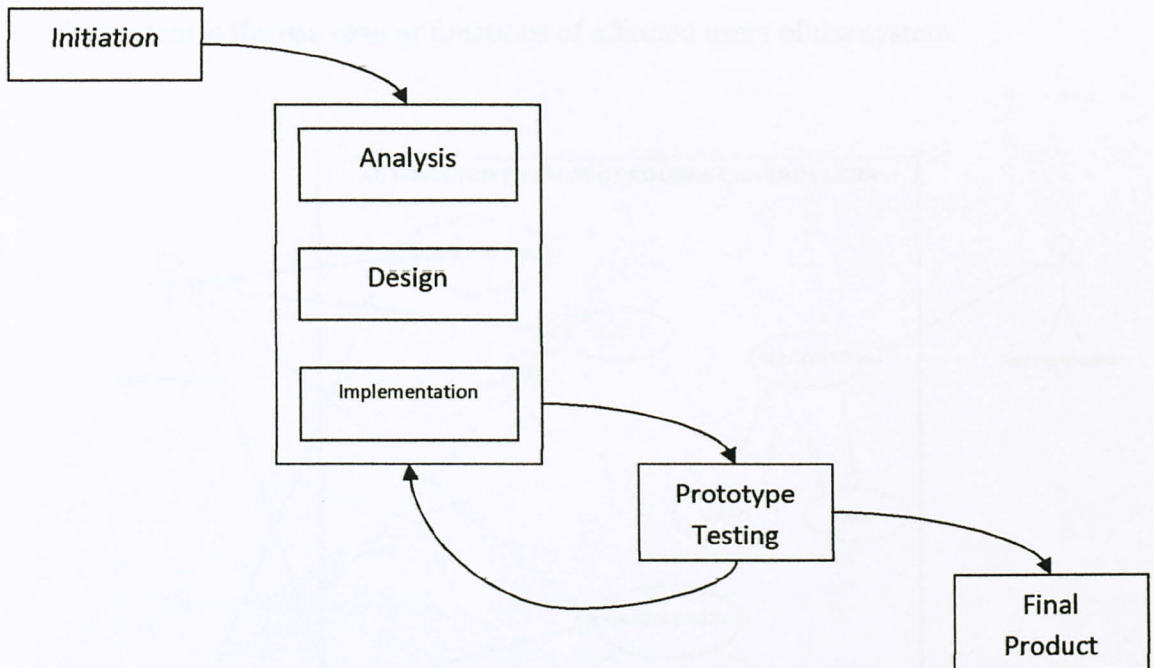 Initiation
Analysis
Design
Implementation
Prototype
Testing
Final
Product